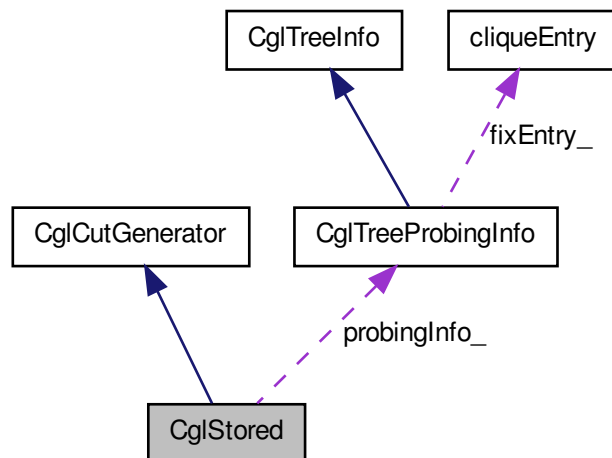 CglTreeInfo
cliqueEntry
fixEntry_
CglCutGenerator
CglTreeProbingInfo
probingInfo_
CglStored